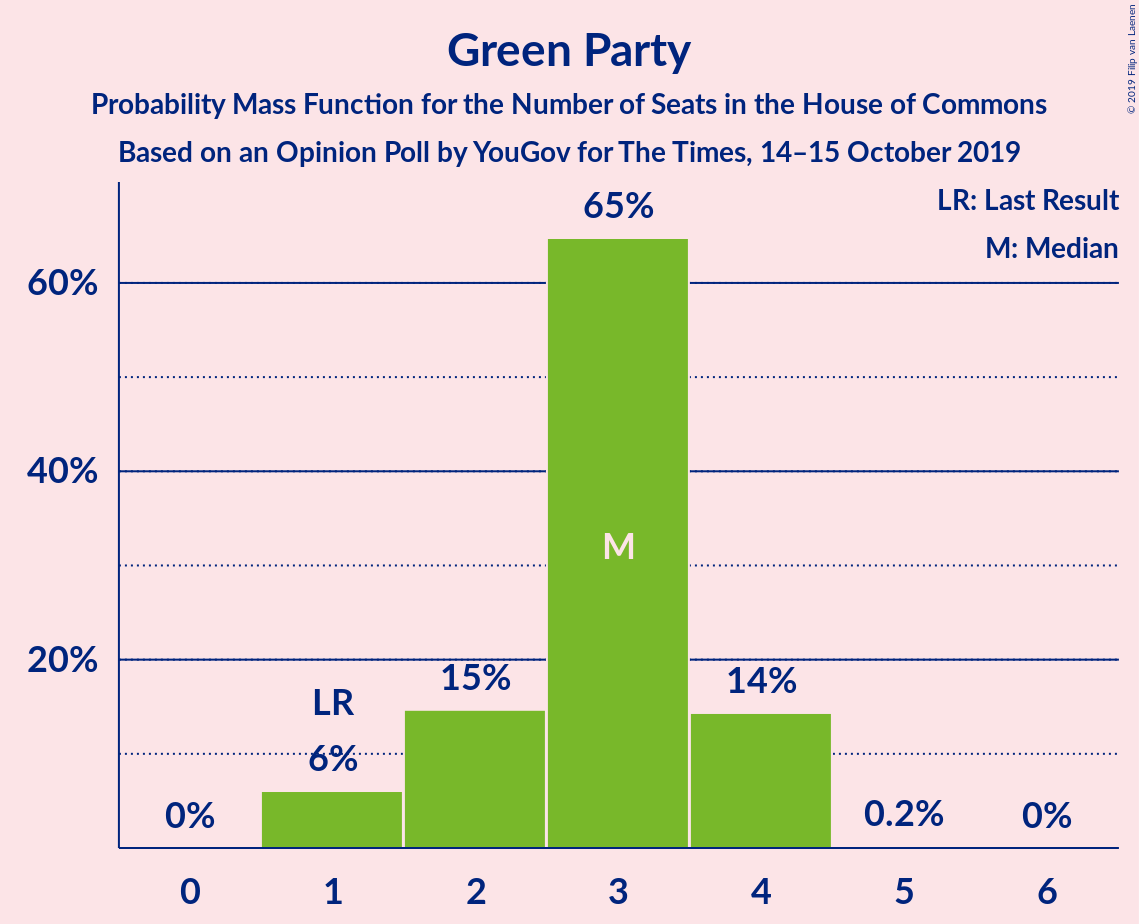 Green Party
Probability Mass Function for the Number of Seats in the House of Commons
Based on an Opinion Poll by YouGov for The Times, 14–15 October 2019
© 2019 Filip van Laenen
LR: Last Result
M: Median
65%
60%
40%
M
20%
15%
14%
LR
6%
0%
0.2%
0%
0 1 2 3 4 5 6